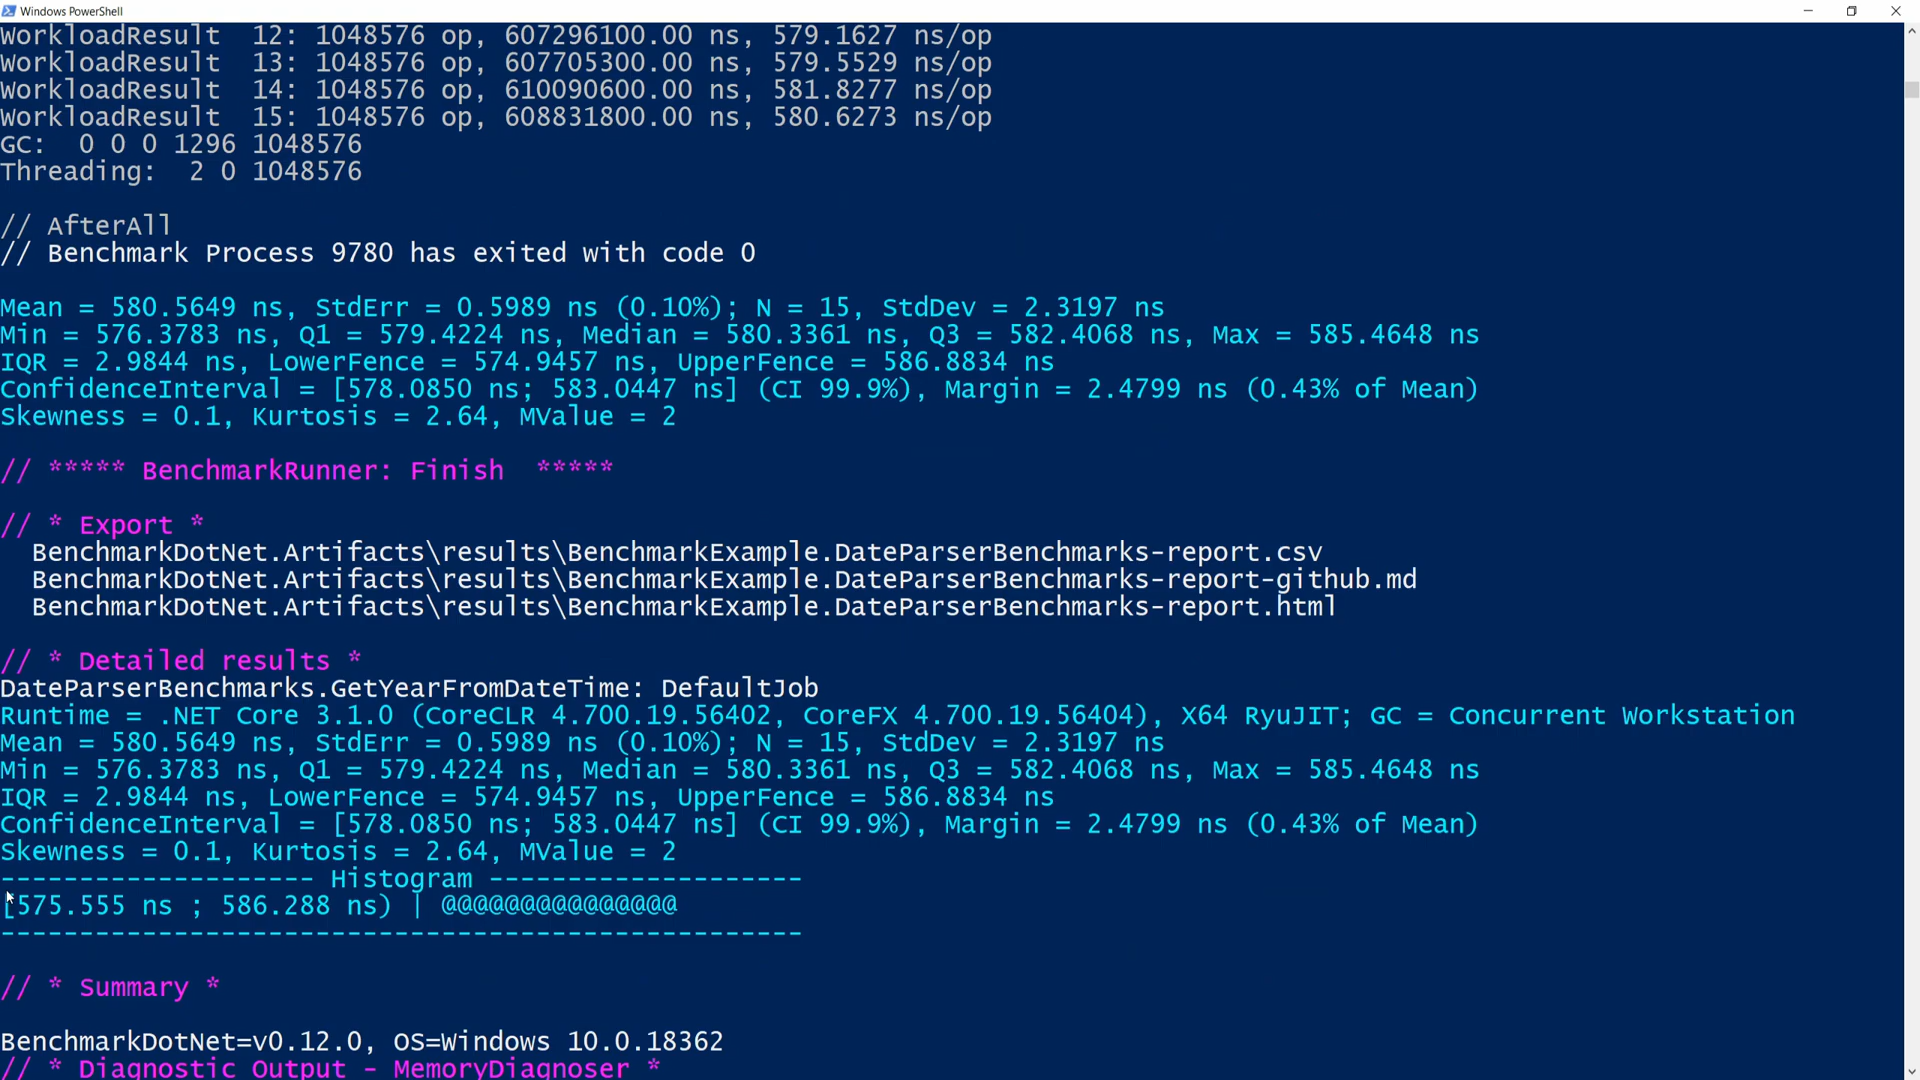 Windows PowerShell
WorkloadResult  12: 1048576 op, 607296100.00 ns, 579.1627 ns/op
WorkloadResult  13: 1048576 op, 607705300.00 ns, 579.5529 ns/op
WorkloadResult  14: 1048576 op, 610090600.00 ns, 581.8277 ns/op
WorkloadResult  15: 1048576 op, 608831800.00 ns, 580.6273 ns/op
GC:  0 0 0 1296 1048576
Threading:  2 0 1048576
// AfterAll
// Benchmark Process 9780 has exited with code 0
Mean = 580.5649 ns, StdErr = 0.5989 ns (0.10%); N = 15, StdDev = 2.3197 ns
Min = 576.3783 ns, Q1 = 579.4224 ns, Median = 580.3361 ns, Q3 = 582.4068 ns, Max = 585.4648 ns
IQR = 2.9844 ns, LowerFence = 574.9457 ns, UpperFence = 586.8834 ns
ConfidenceInterval = [578.0850 ns; 583.0447 ns] (CI 99.9%), Margin = 2.4799 ns (0.43% of Mean)
Skewness = 0.1, Kurtosis = 2.64, MValue = 2
// ***** BenchmarkRunner: Finish  *****
// * Export *
  BenchmarkDotNet.Artifacts\results\BenchmarkExample.DateParserBenchmarks-report.csv
  BenchmarkDotNet.Artifacts\results\BenchmarkExample.DateParserBenchmarks-report-github.md
  BenchmarkDotNet.Artifacts\results\BenchmarkExample.DateParserBenchmarks-report.html
// * Detailed results *
DateParserBenchmarks.GetYearFromDateTime: DefaultJob
Runtime = .NET Core 3.1.0 (CoreCLR 4.700.19.56402, CoreFX 4.700.19.56404), X64 RyuJIT; GC = Concurrent Workstation
Mean = 580.5649 ns, StdErr = 0.5989 ns (0.10%); N = 15, StdDev = 2.3197 ns
Min = 576.3783 ns, Q1 = 579.4224 ns, Median = 580.3361 ns, Q3 = 582.4068 ns, Max = 585.4648 ns
IQR = 2.9844 ns, LowerFence = 574.9457 ns, UpperFence = 586.8834 ns
ConfidenceInterval = [578.0850 ns; 583.0447 ns] (CI 99.9%), Margin = 2.4799 ns (0.43% of Mean)
Skewness = 0.1, Kurtosis = 2.64, MValue = 2
-------------------- Histogram --------------------
[575.555 ns ; 586.288 ns) | @@@@@@@@@@@@@@@
---------------------------------------------------
// * Summary *
BenchmarkDotNet=v0.12.0, OS=Windows 10.0.18362
// * Diagnostic Output - MemoryDiagnoser *